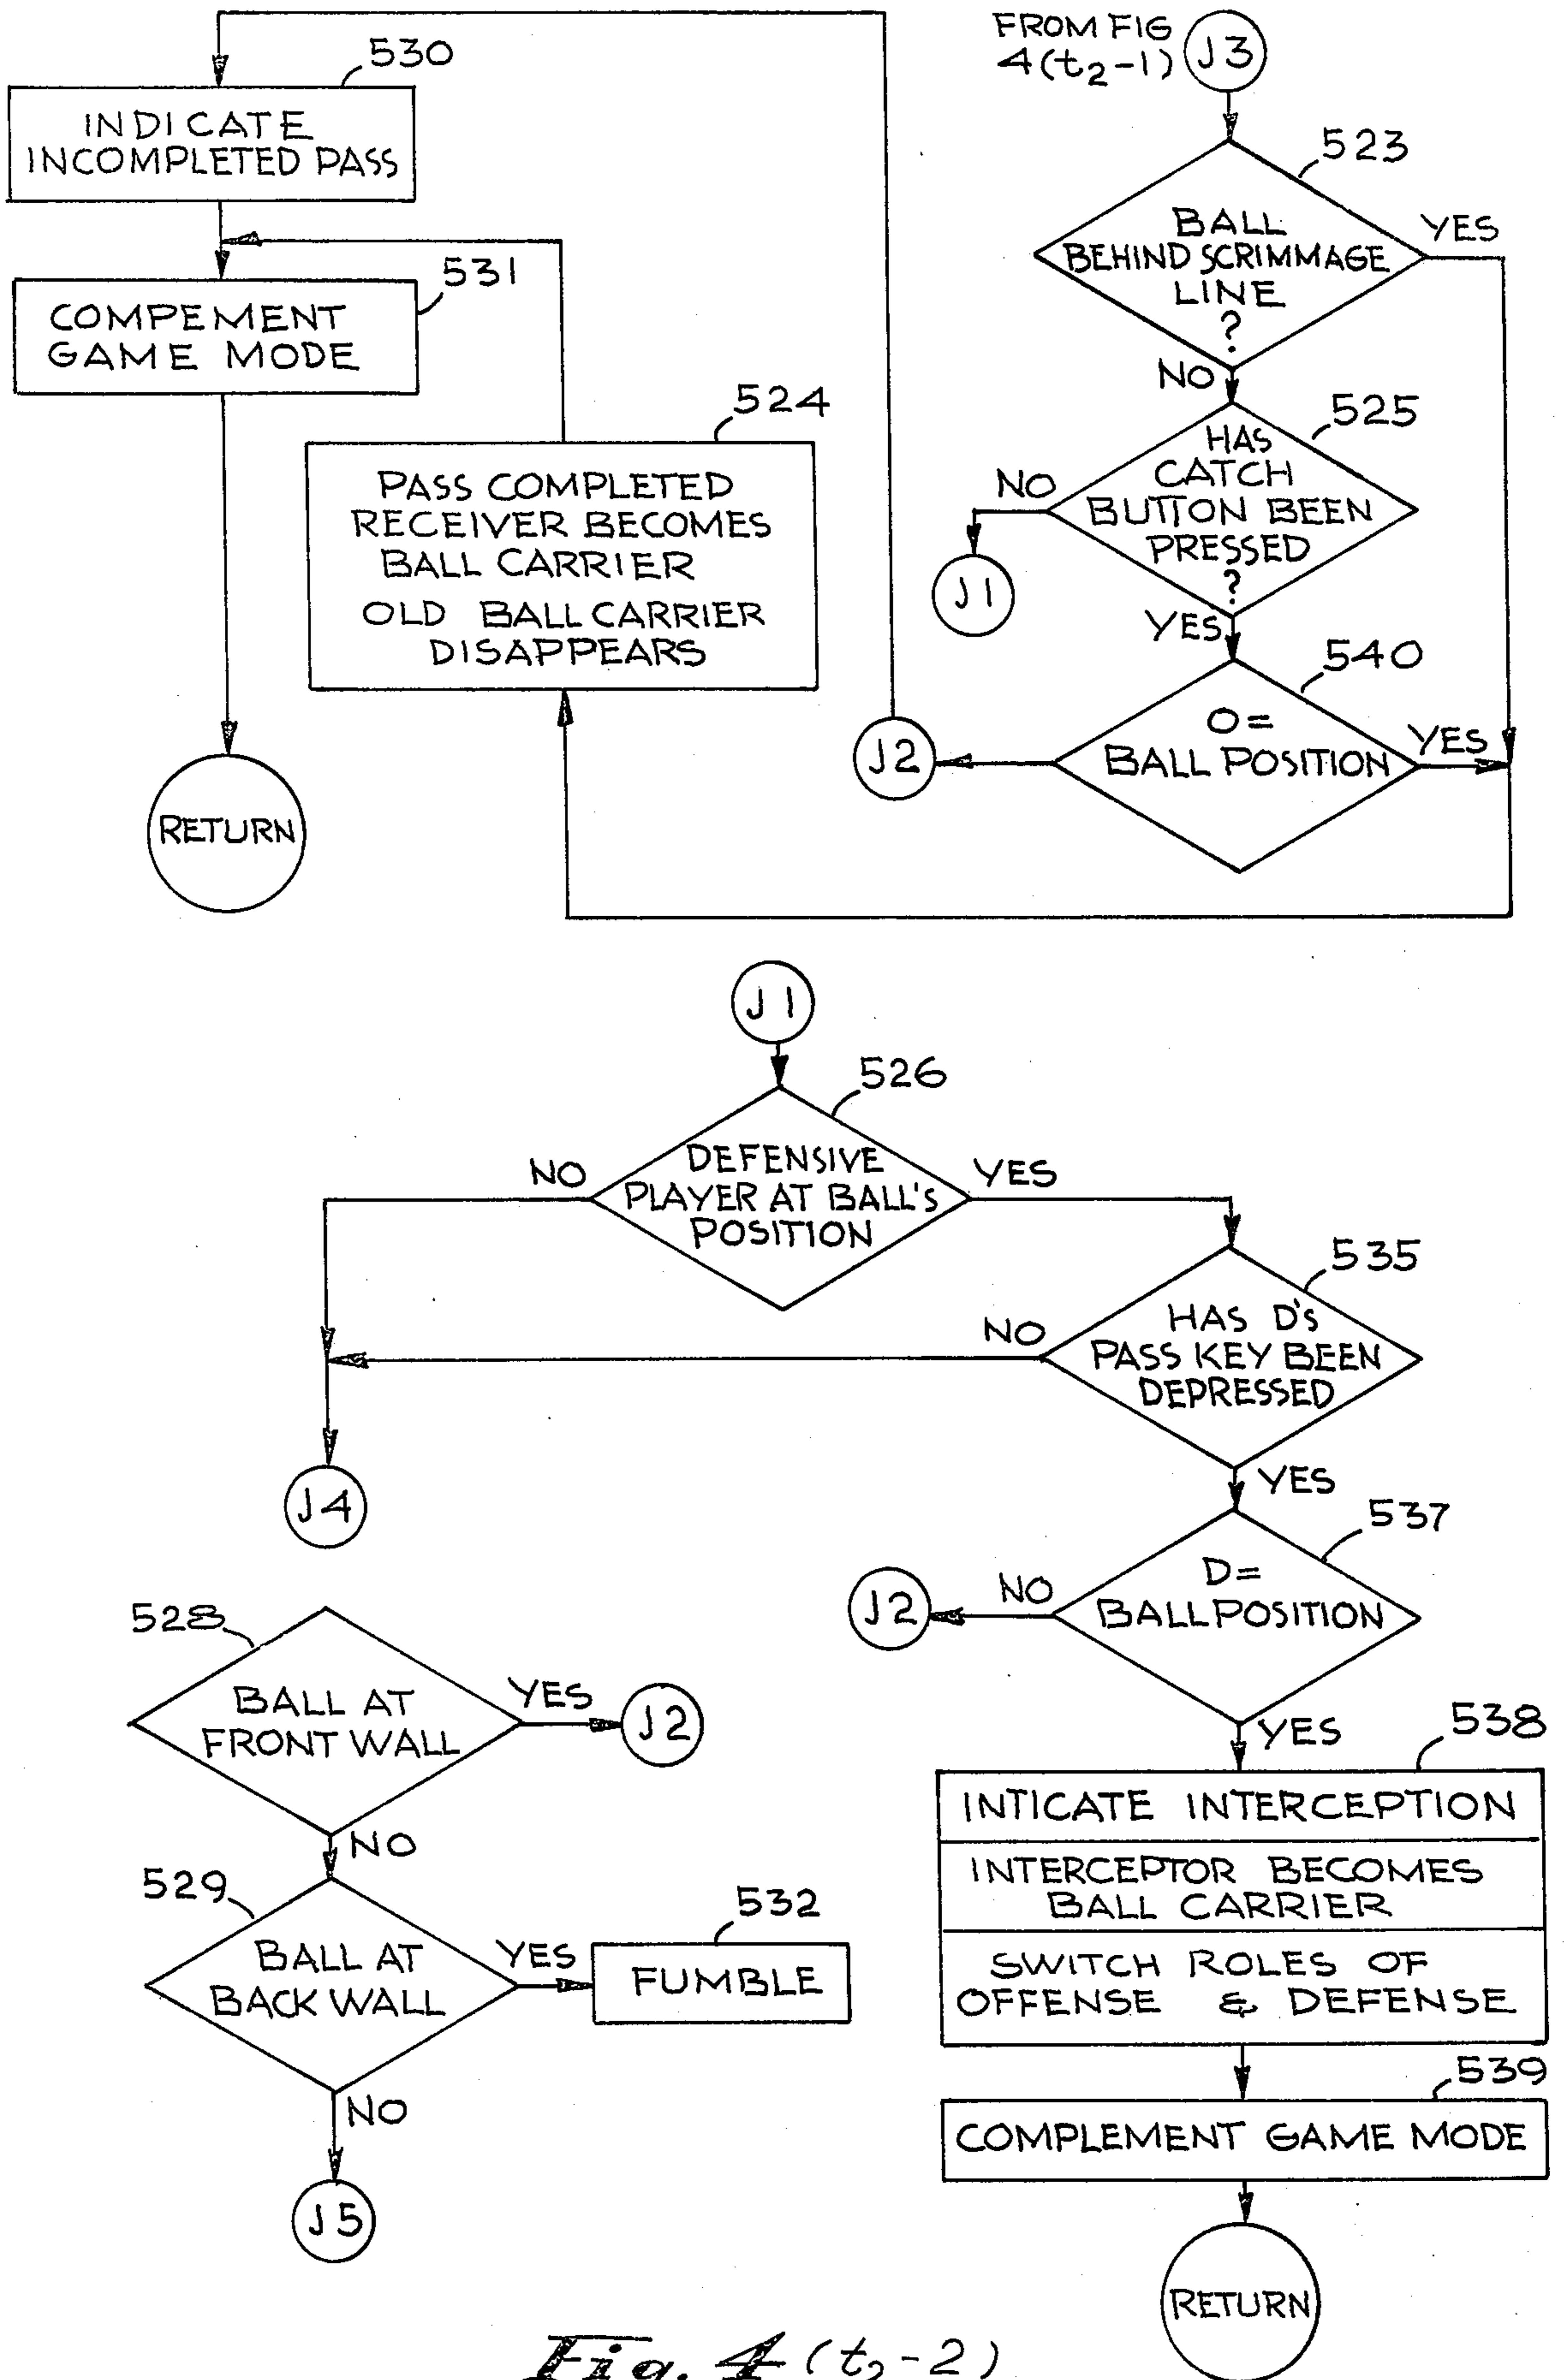 530
INDICATE
INCOMPLETED PASS
531
COMPEMENT
GAME MODE
RETURN
524
PASS COMPLETED
RECEIVER BECOMES
BALL CARRIER
OLD BALL CARRIER
DISAPPEARS
FROM FIG
4(t2-1)
J3
523
BALL
BEHIND SCRIMMAGE
LINE
?
YES
NO
525
HAS
CATCH
BUTTON BEEN
PRESSED
?
NO
J1
YES
540
O=
BALL POSITION
YES
J2
J1
526
DEFENSIVE
PLAYER AT BALL'S
POSITION
NO
YES
535
HAS D's
PASS KEY BEEN
DEPRESSED
NO
J4
YES
537
D=
BALL POSITION
NO
J2
YES
538
INTICATE INTERCEPTION
INTERCEPTOR BECOMES
BALL CARRIER
SWITCH ROLES OF
OFFENSE & DEFENSE
539
COMPLEMENT GAME MODE
RETURN
528
BALL AT
FRONT WALL
YES
J2
NO
529
BALL AT
BACK WALL
YES
532
FUMBLE
NO
J5
Fig. 4 (t2-2)